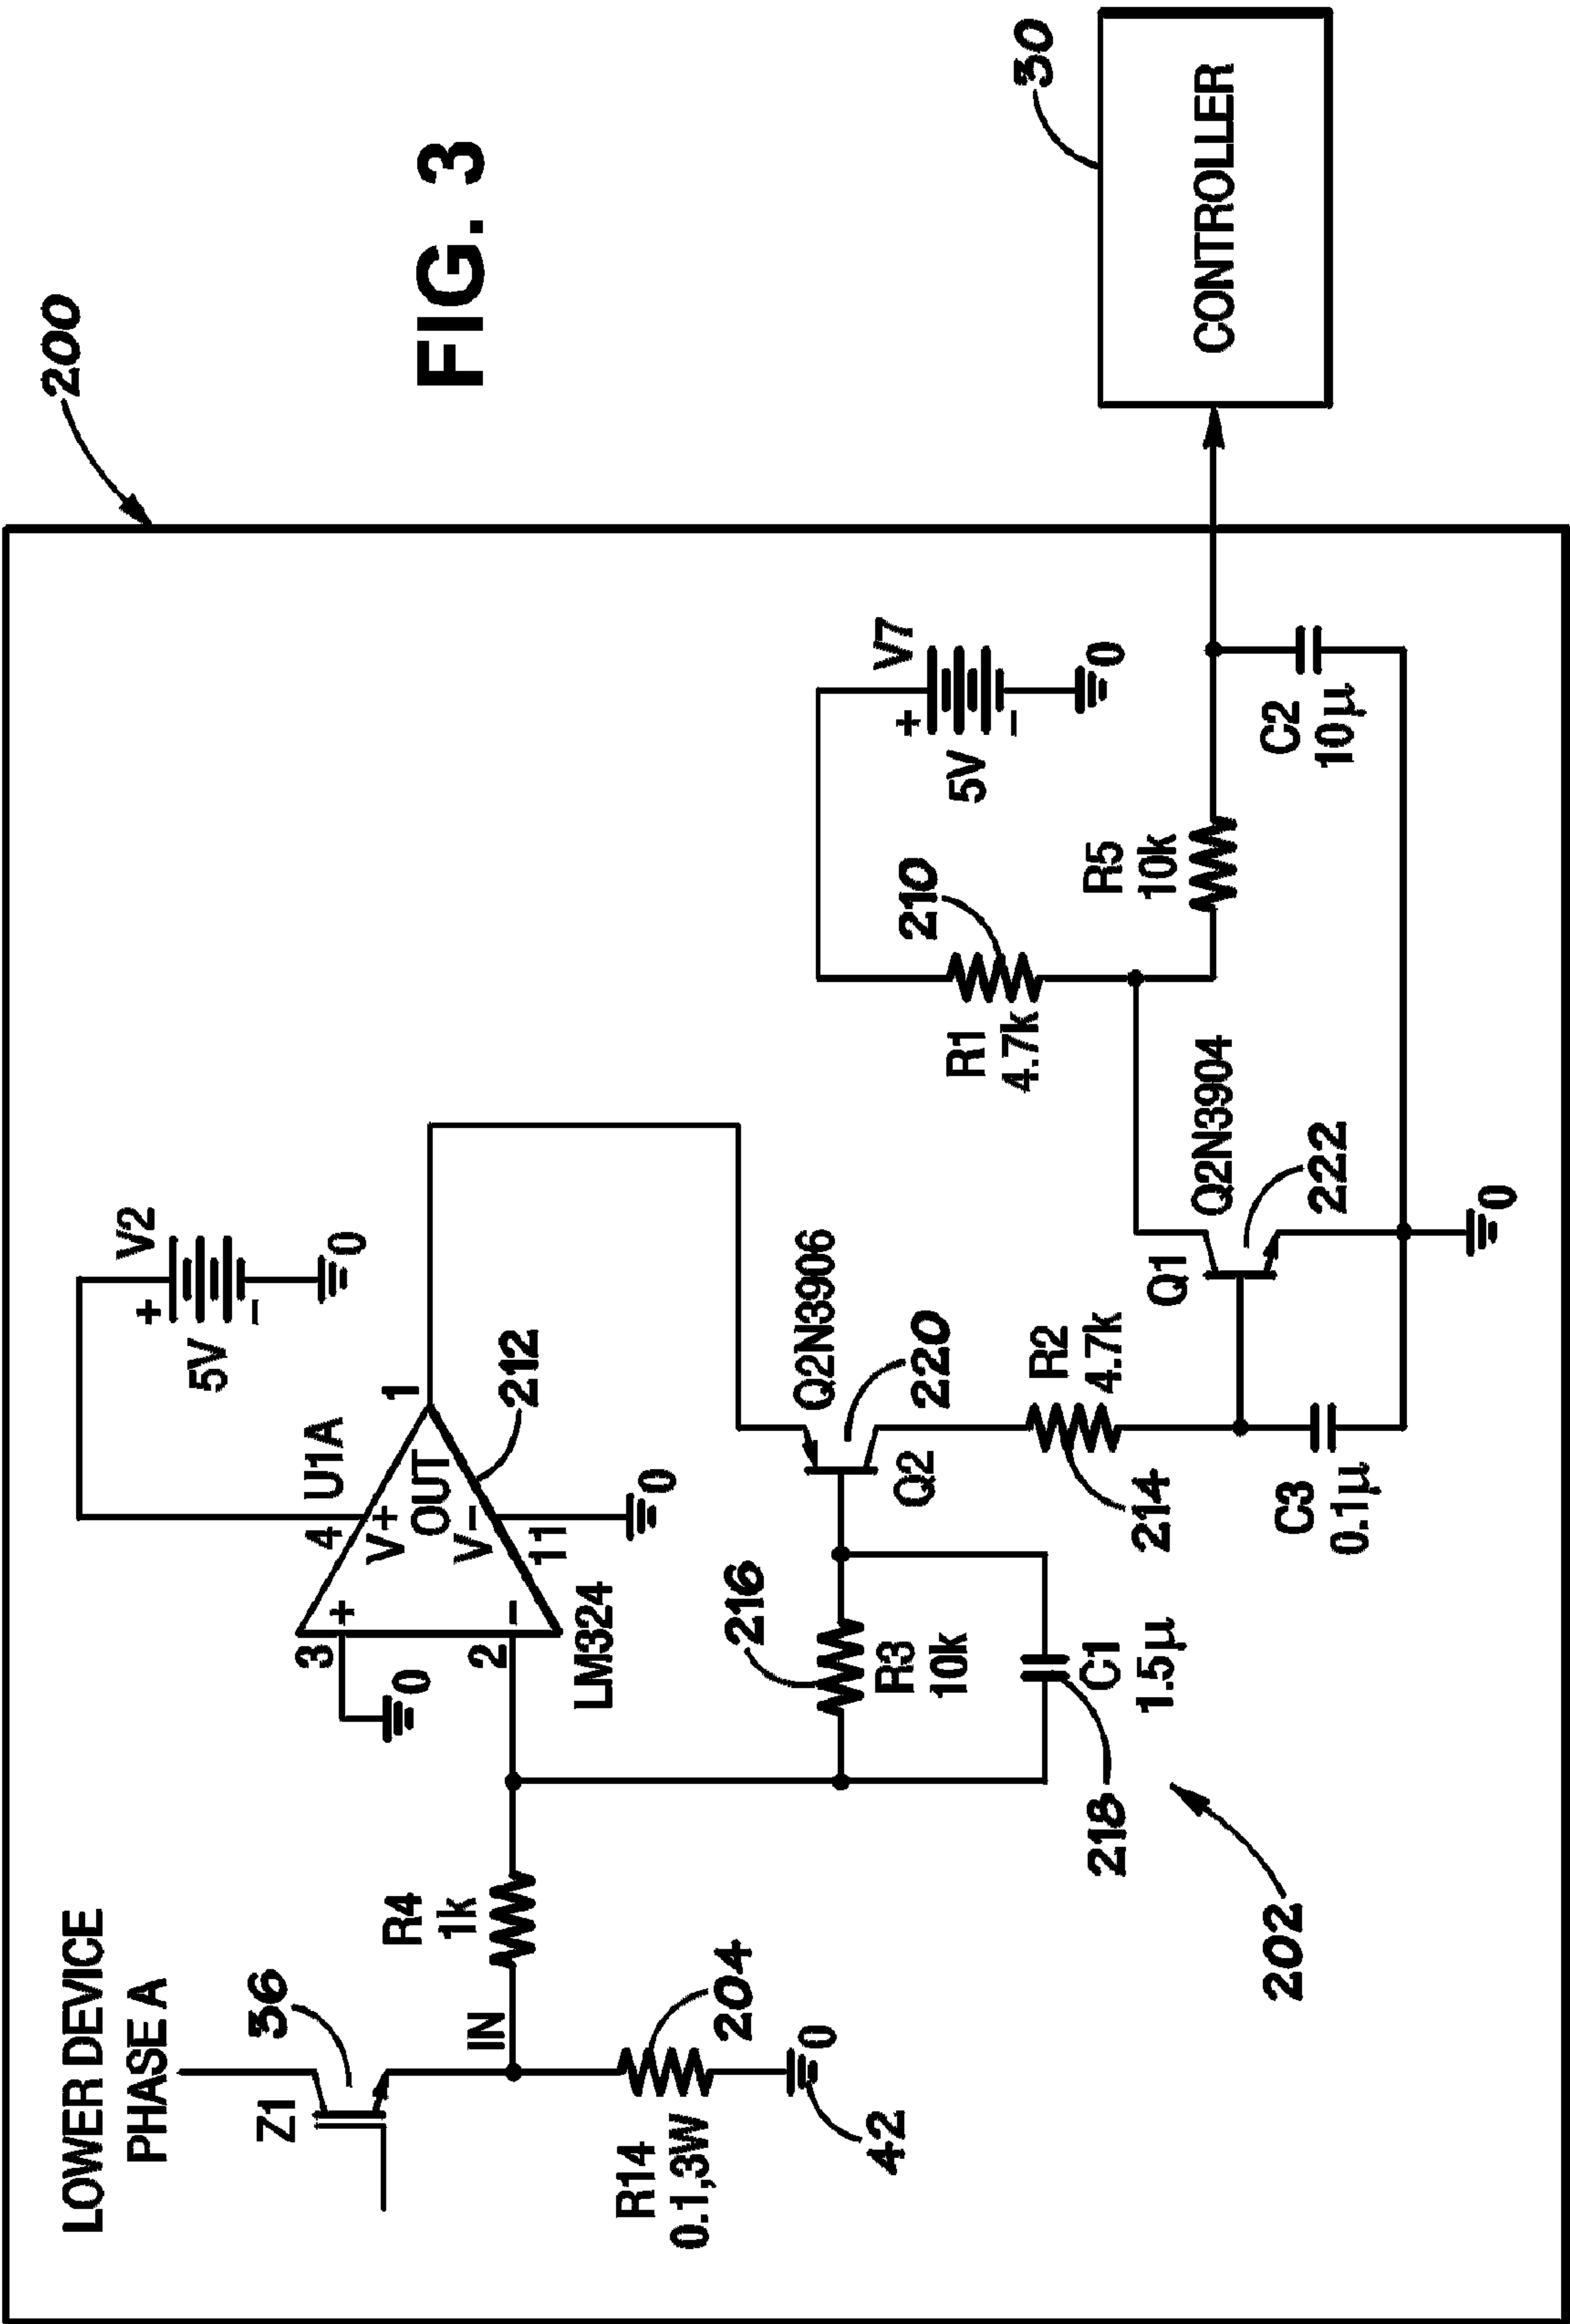 FIG. 3
200
LOWER DEVICE
PHASE A
36
Z1
IN
R14
0.1,3W
204
42
0
R4
1k
3
+
0
2
−
LM324
4
U1A
V+
OUT
V−
11
0
1
212
V2
+
5V
−
0
216
R3
10k
218
C1
1.5µ
202
Q2N3906
220
Q2
R2
4.7k
214
C3
0.1µ
Q2N3904
Q1
222
0
R1
4.7k
210
V7
+
5V
−
0
R5
10k
C2
10µ
30
CONTROLLER